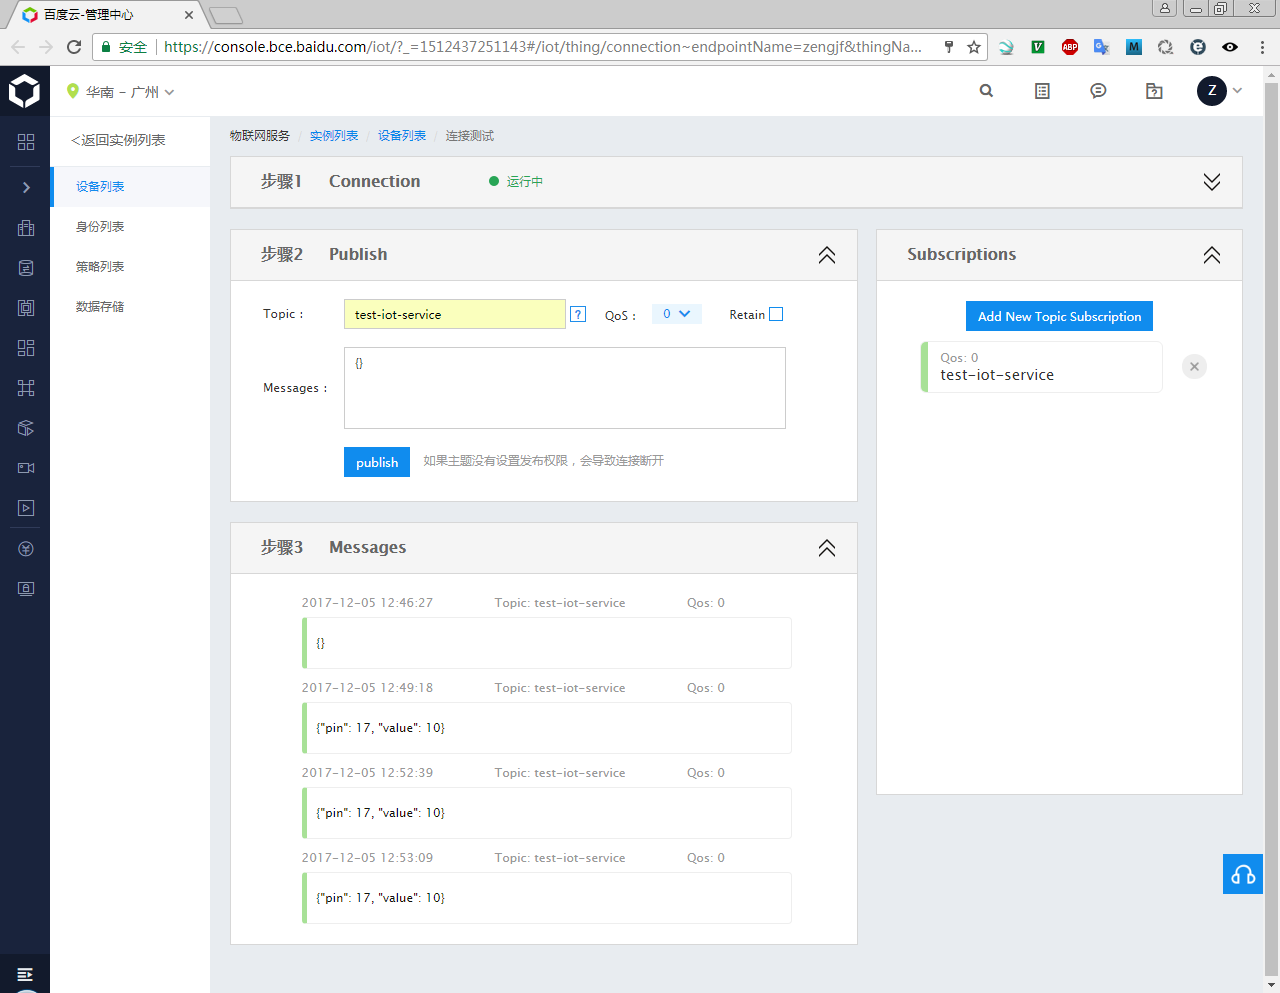 百度云-管理中心
安全 https://console.bce.baidu.com/iot/?_=1512437251143#/iot/thing/connection~endpointName=zengjf&thingNa...
V
ABP
M
华南 - 广州
Z
<返回实例列表
物联网服务 / 实例列表 / 设备列表 / 连接测试
设备列表
身份列表
策略列表
数据存储
步骤1 Connection 运行中
步骤2 Publish
Topic :
test-iot-service
?
QoS :
0
Retain
Messages :
{}
publish
如果主题没有设置发布权限，会导致连接断开
Subscriptions
Add New Topic Subscription
Qos: 0
test-iot-service
步骤3 Messages
2017-12-05 12:46:27 Topic: test-iot-service Qos: 0
{}
2017-12-05 12:49:18 Topic: test-iot-service Qos: 0
{"pin": 17, "value": 10}
2017-12-05 12:52:39 Topic: test-iot-service Qos: 0
{"pin": 17, "value": 10}
2017-12-05 12:53:09 Topic: test-iot-service Qos: 0
{"pin": 17, "value": 10}